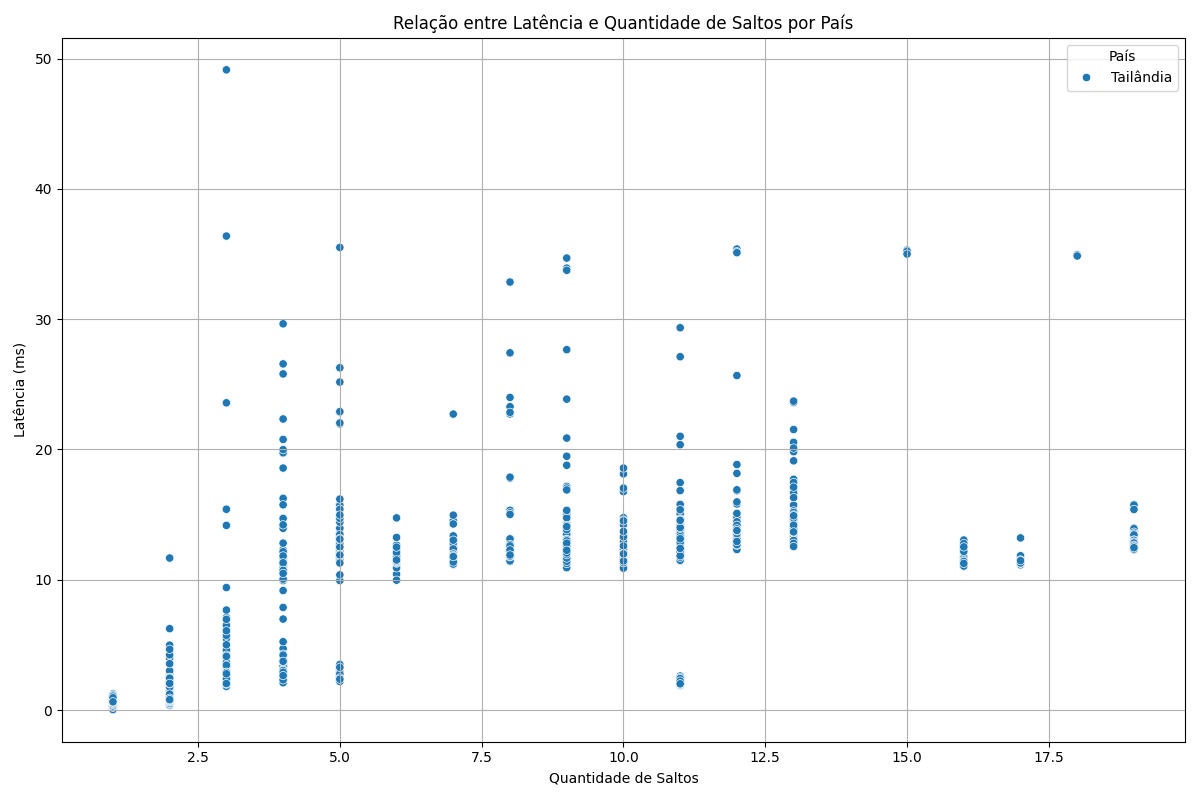 Relação entre Latência e Quantidade de Saltos por País
País
Tailândia
Latência (ms)
50
40
30
20
10
0
2.5 5.0 7.5 10.0 12.5 15.0 17.5
Quantidade de Saltos